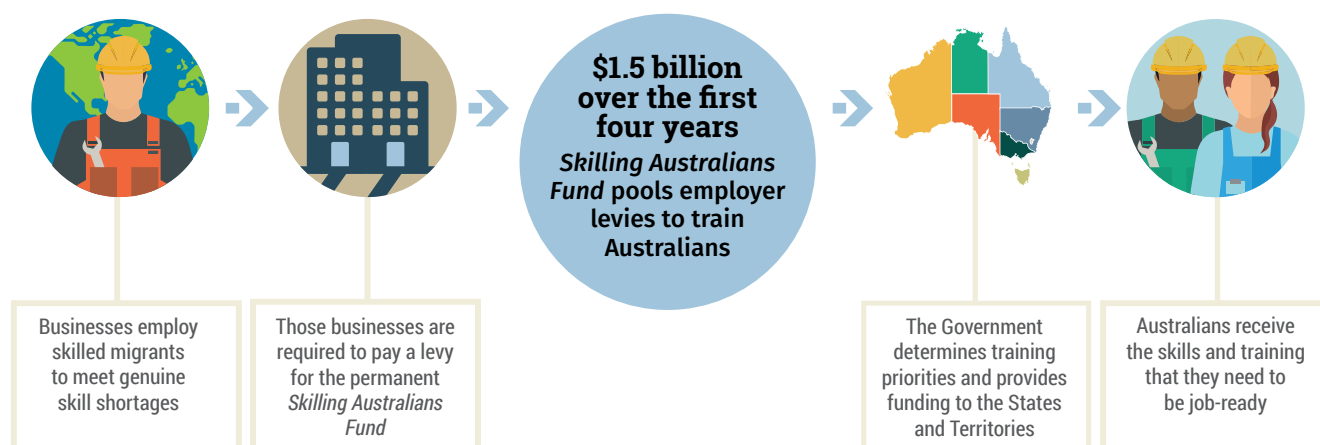 $1.5 billion
over the first
four years
Skilling Australians
Fund pools employer
levies to train
Australians
Businesses employ
skilled migrants
to meet genuine
skill shortages
Those businesses are
required to pay a levy
for the permanent
Skilling Australians
Fund
The Government
determines training
priorities and provides
funding to the States
and Territories
Australians receive
the skills and training
that they need to
be job-ready